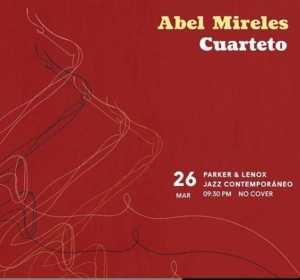 Abel Mireles
Cuarteto
26
MAR
PARKER & LENOX
JAZZ CONTEMPORÁNEO
09:30 PM NO COVER